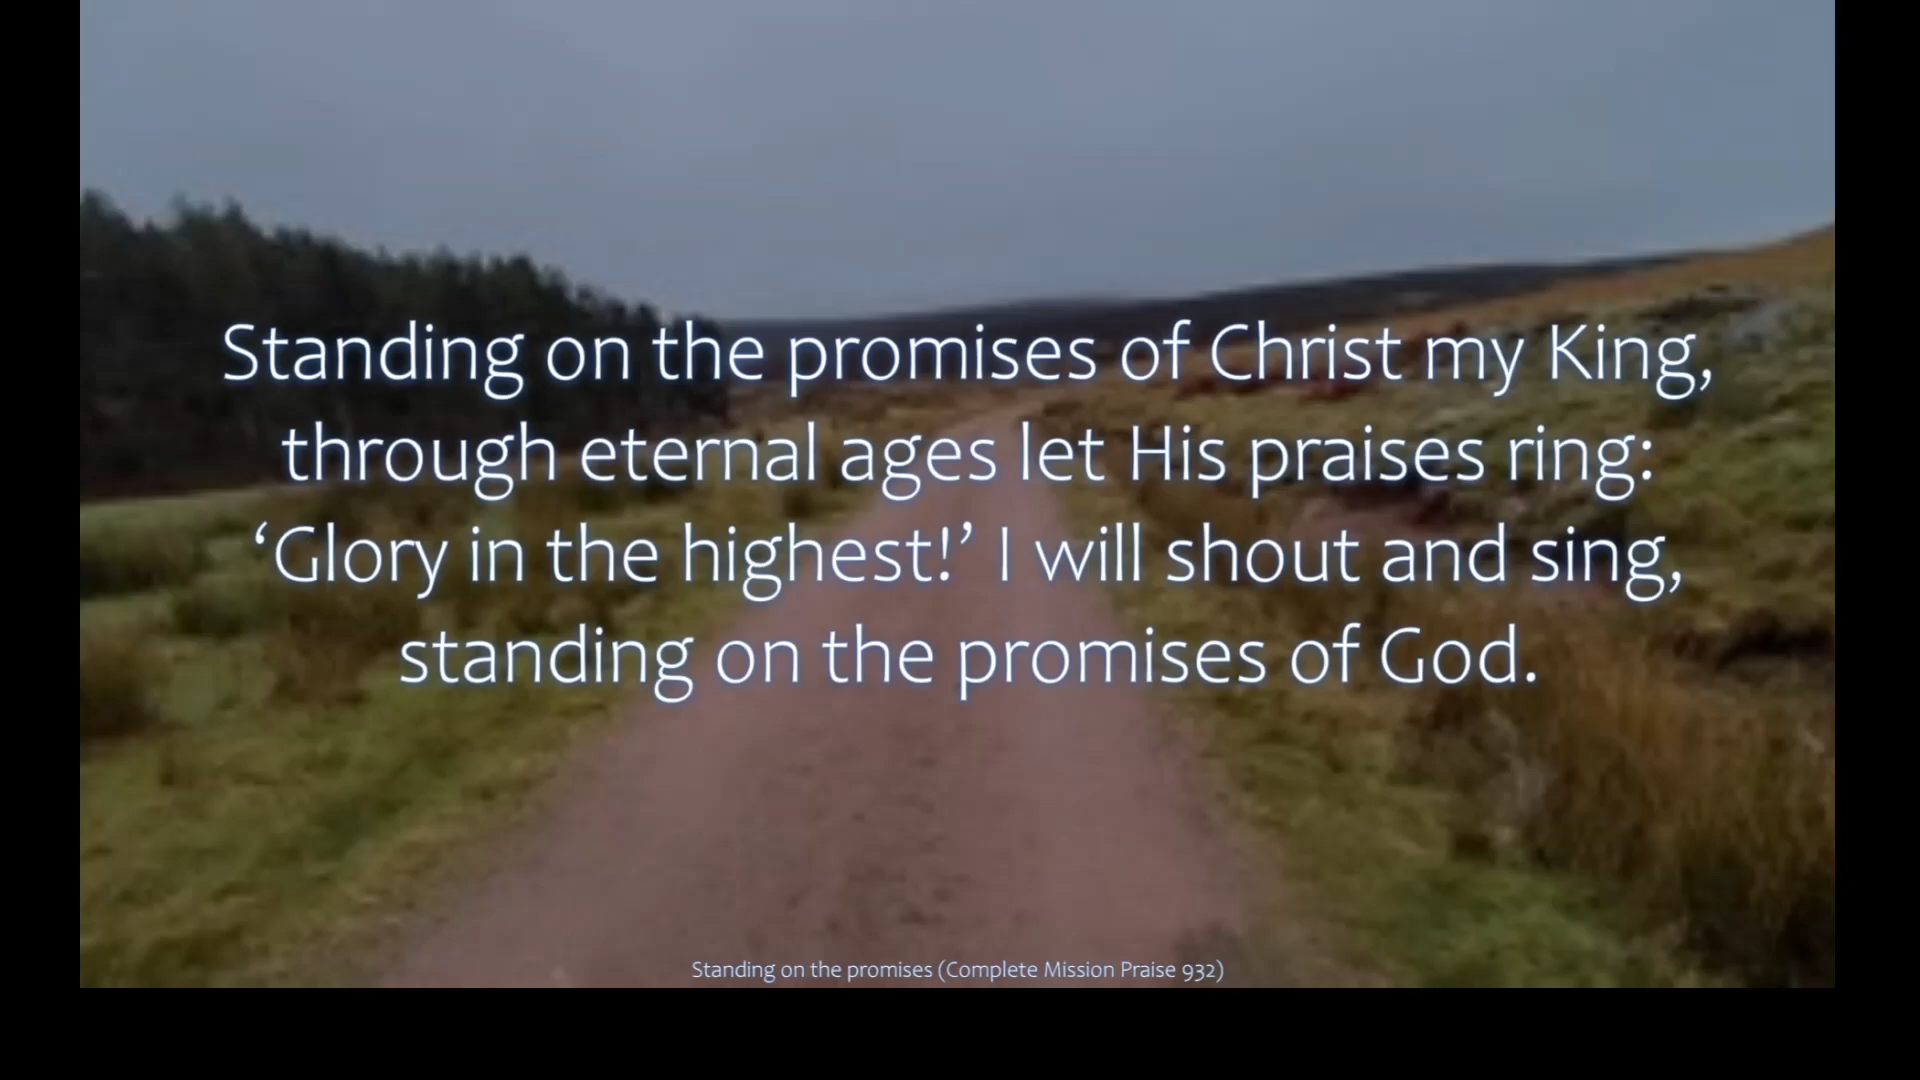 Standing on the promises of Christ my King,
through eternal ages let His praises ring:
‘Glory in the highest!’ I will shout and sing,
standing on the promises of God.
Standing on the promises (Complete Mission Praise 932)